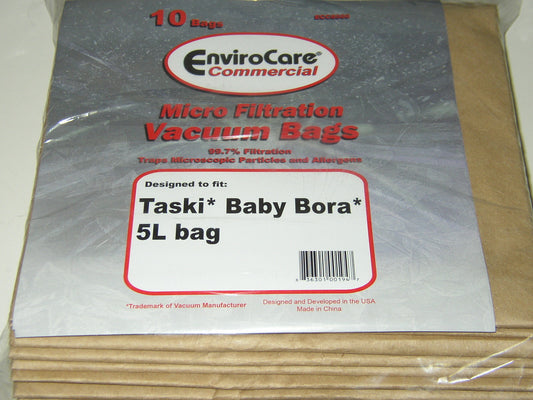 10 Bags
EnviroCare®
Commercial
Micro Filtration
Vacuum Bags
99.7% Filtration
Traps Microscopic Particles and Allergens
Designed to fit:
Taski* Baby Bora*
5L bag
*Trademark of Vacuum Manufacturer
Designed and Developed in the USA
Made in China